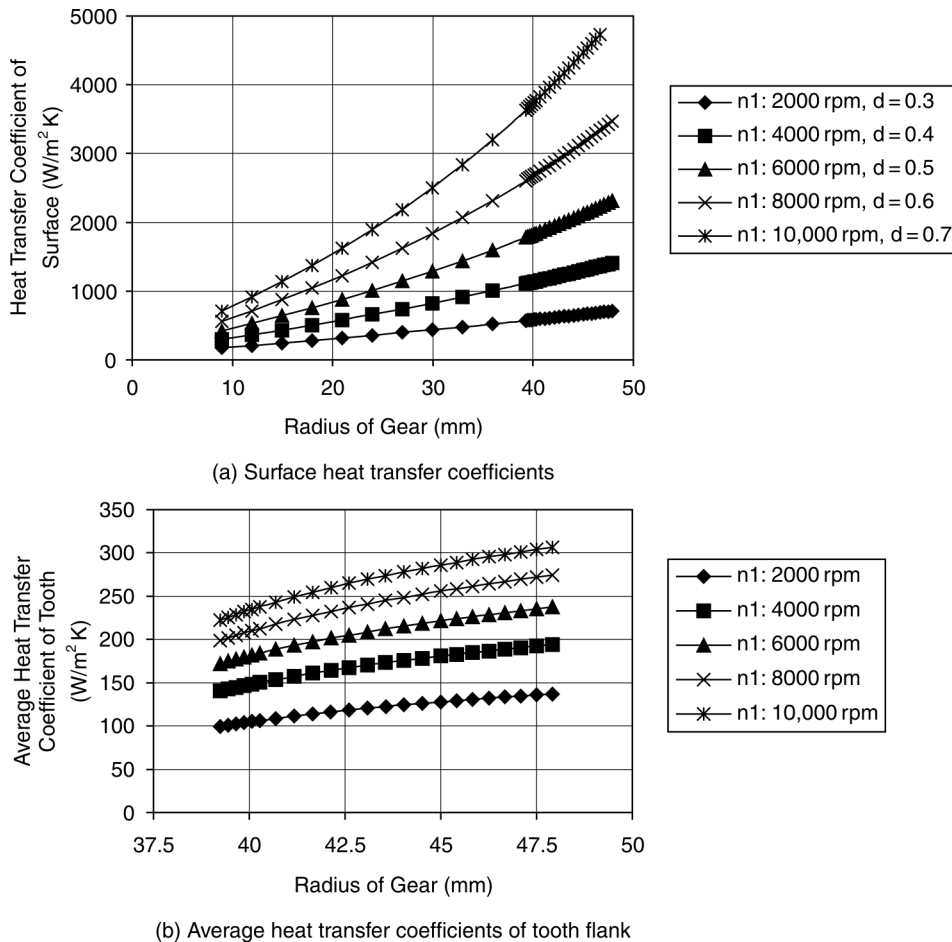 Heat Transfer Coefficient of
Surface (W/m² K)
5000
4000
3000
2000
1000
0
0 10 20 30 40 50
Radius of Gear (mm)
n1: 2000 rpm, d = 0.3
n1: 4000 rpm, d = 0.4
n1: 6000 rpm, d = 0.5
n1: 8000 rpm, d = 0.6
n1: 10,000 rpm, d = 0.7
(a) Surface heat transfer coefficients
Average Heat Transfer
Coefficient of Tooth
(W/m² K)
350
300
250
200
150
100
50
0
37.5 40 42.5 45 47.5 50
Radius of Gear (mm)
n1: 2000 rpm
n1: 4000 rpm
n1: 6000 rpm
n1: 8000 rpm
n1: 10,000 rpm
(b) Average heat transfer coefficients of tooth flank